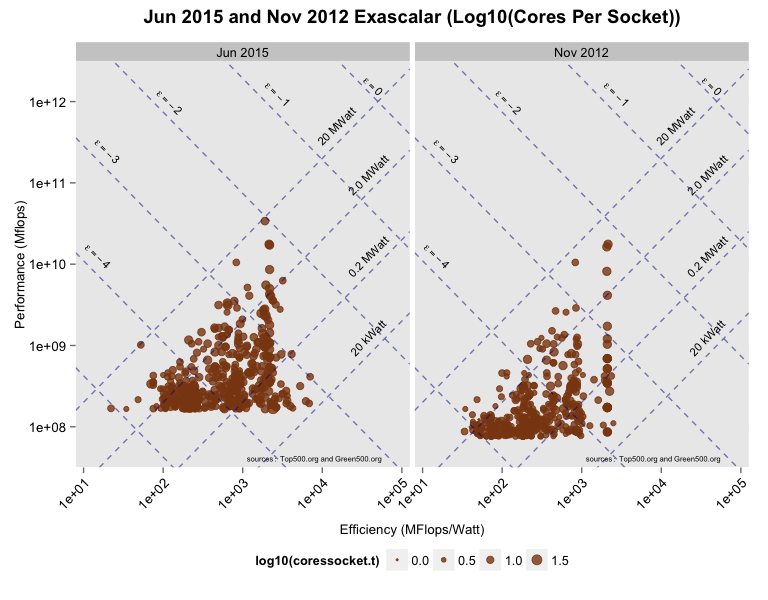 Jun 2015 and Nov 2012 Exascalar (Log10(Cores Per Socket))
Jun 2015
Nov 2012
Performance (Mflops)
1e+12
1e+11
1e+10
1e+09
1e+08
ε = −2
ε = −1
ε = 0
20 MWatt
ε = −3
2.0 MWatt
ε = −4
0.2 MWatt
20 kWatt
sources : Top500.org and Green500.org
ε = −2
ε = −1
ε = 0
20 MWatt
ε = −3
2.0 MWatt
ε = −4
0.2 MWatt
20 kWatt
sources : Top500.org and Green500.org
1e+01
1e+02
1e+03
1e+04
1e+05
1e+01
1e+02
1e+03
1e+04
1e+05
Efficiency (MFlops/Watt)
log10(coressocket.t) 0.0 0.5 1.0 1.5